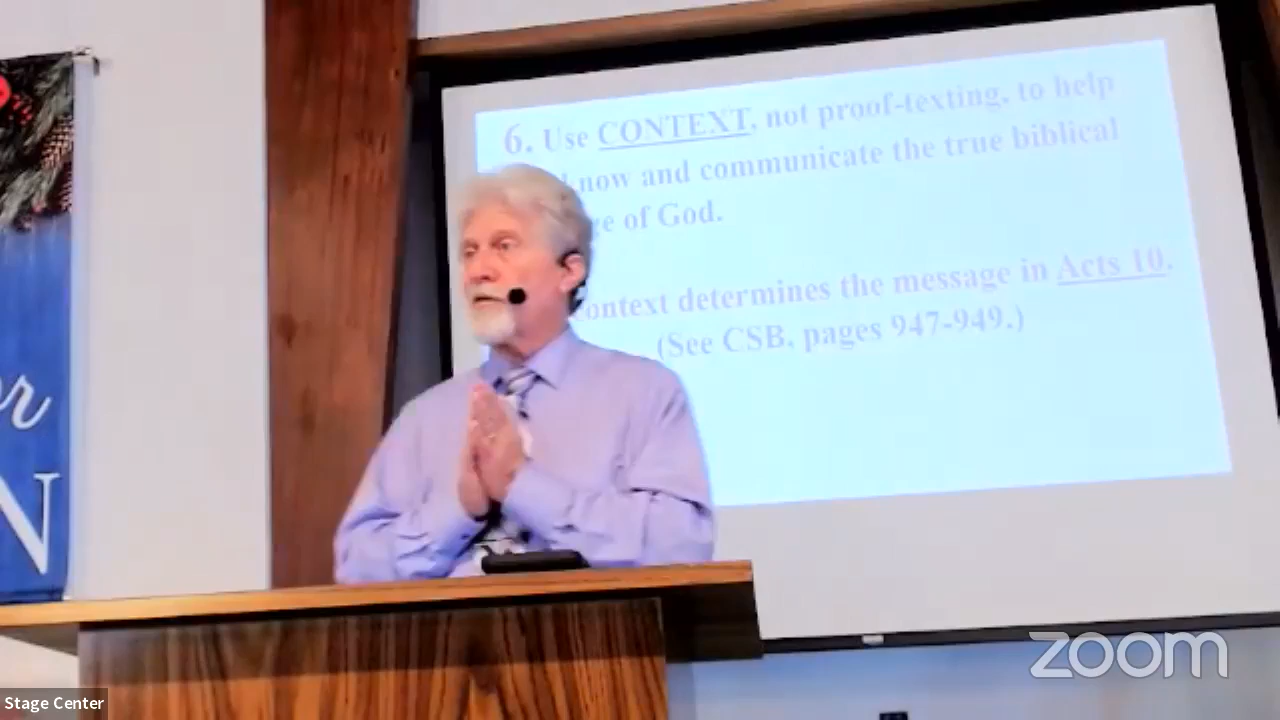 6. Use CONTEXT, not proof-texting, to help
now and communicate the true biblical
of God.
ontext determines the message in Acts 10.
(See CSB, pages 947-949.)
or
N
zoom
Stage Center